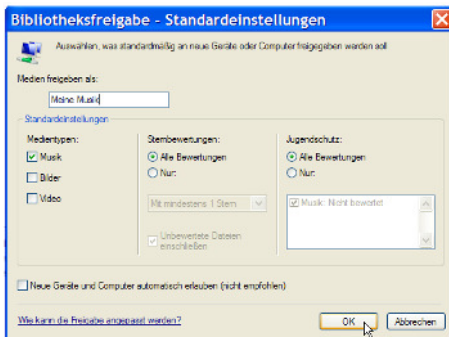 Bibliotheksfreigabe - Standardeinstellungen
Auswählen, was standardmäßig an neue Geräte oder Computer freigegeben werden soll
Medien freigeben als:
Meine Musik
Standardeinstellungen
Medientypen:
Musik
Bilder
Video
Sternbewertungen:
Alle Bewertungen
Nur:
Mit mindestens 1 Stern
Unbewertete Dateien
einschließen
Jugendschutz:
Alle Bewertungen
Nur:
Musik: Nicht bewertet
Neue Geräte und Computer automatisch erlauben (nicht empfohlen)
Wie kann die Freigabe angepasst werden?
OK
Abbrechen